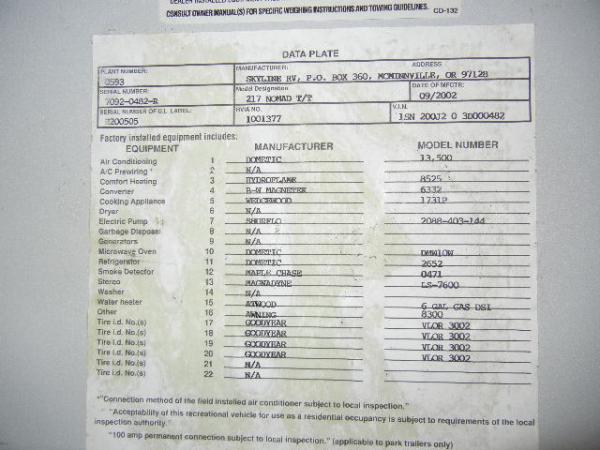 CONSULT OWNER MANUAL(S) FOR SPECIFIC WEIGHING INSTRUCTIONS AND TOWING GUIDELINES. CD-132
DATA PLATE
PLANT NUMBER: MANUFACTURER: ADDRESS
0593 SKYLINE RV, P.O. BOX 360, MCMINNVILLE, OR 97128
SERIAL NUMBER: Model Designation DATE OF MFGTR:
7092-0482-R 217 NOMAD T/T 09/2002
SERIAL NUMBER OF U.L. LABEL: RVIA NO. V.I.N.
200505 1001377 1SN 200J2 0 3D000482
Factory installed equipment includes:
EQUIPMENT MANUFACTURER MODEL NUMBER
Air Conditioning 1 DOMETIC 13,500
A/C Prewiring * 2 N/A
Comfort Heating 3 HYDROFLAME 8525
Converter 4 B-W MAGNETEK 6332
Cooking Appliance 5 WEDGEWOOD 1731P
Dryer 6 N/A
Electric Pump 7 SHURFLO 2088-403-144
Garbage Disposal 8 N/A
Generators 9 N/A
Microwave Oven 10 DOMETIC DMW10W
Refrigerator 11 DOMETIC 2652
Smoke Detector 12 MAPLE CHASE 0471
Stereo 13 MAGNADYNE LS-7600
Washer 14 N/A
Water heater 15 ATWOOD 6 GAL GAS DSI
Other 16 AWNING 8300
Tire i.d. No.(s) 17 GOODYEAR VLOR 3002
Tire i.d. No.(s) 18 GOODYEAR VLOR 3002
Tire i.d. No.(s) 19 GOODYEAR VLOR 3002
Tire i.d. No.(s) 20 GOODYEAR VLOR 3002
Tire i.d. No.(s) 21 N/A
Tire i.d. No.(s) 22 N/A
*"Connection method of the field installed air conditioner subject to local inspection."
"Acceptability of this recreational vehicle for use as a residential occupancy is subject to requirements of the local
inspection authority."
"100 amp permanent connection subject to local inspection." (applicable to park trailers only)